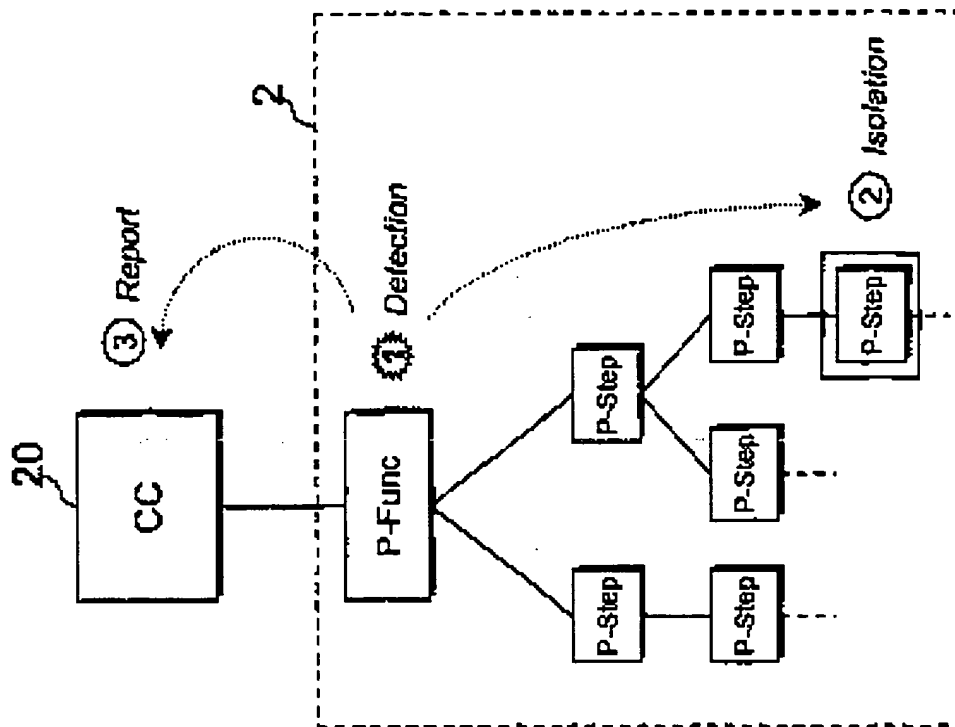 20
CC
3 Report
2
P-Func
1 Detection
P-Step
P-Step
P-Step
P-Step
P-Step
P-Step
2 Isolation